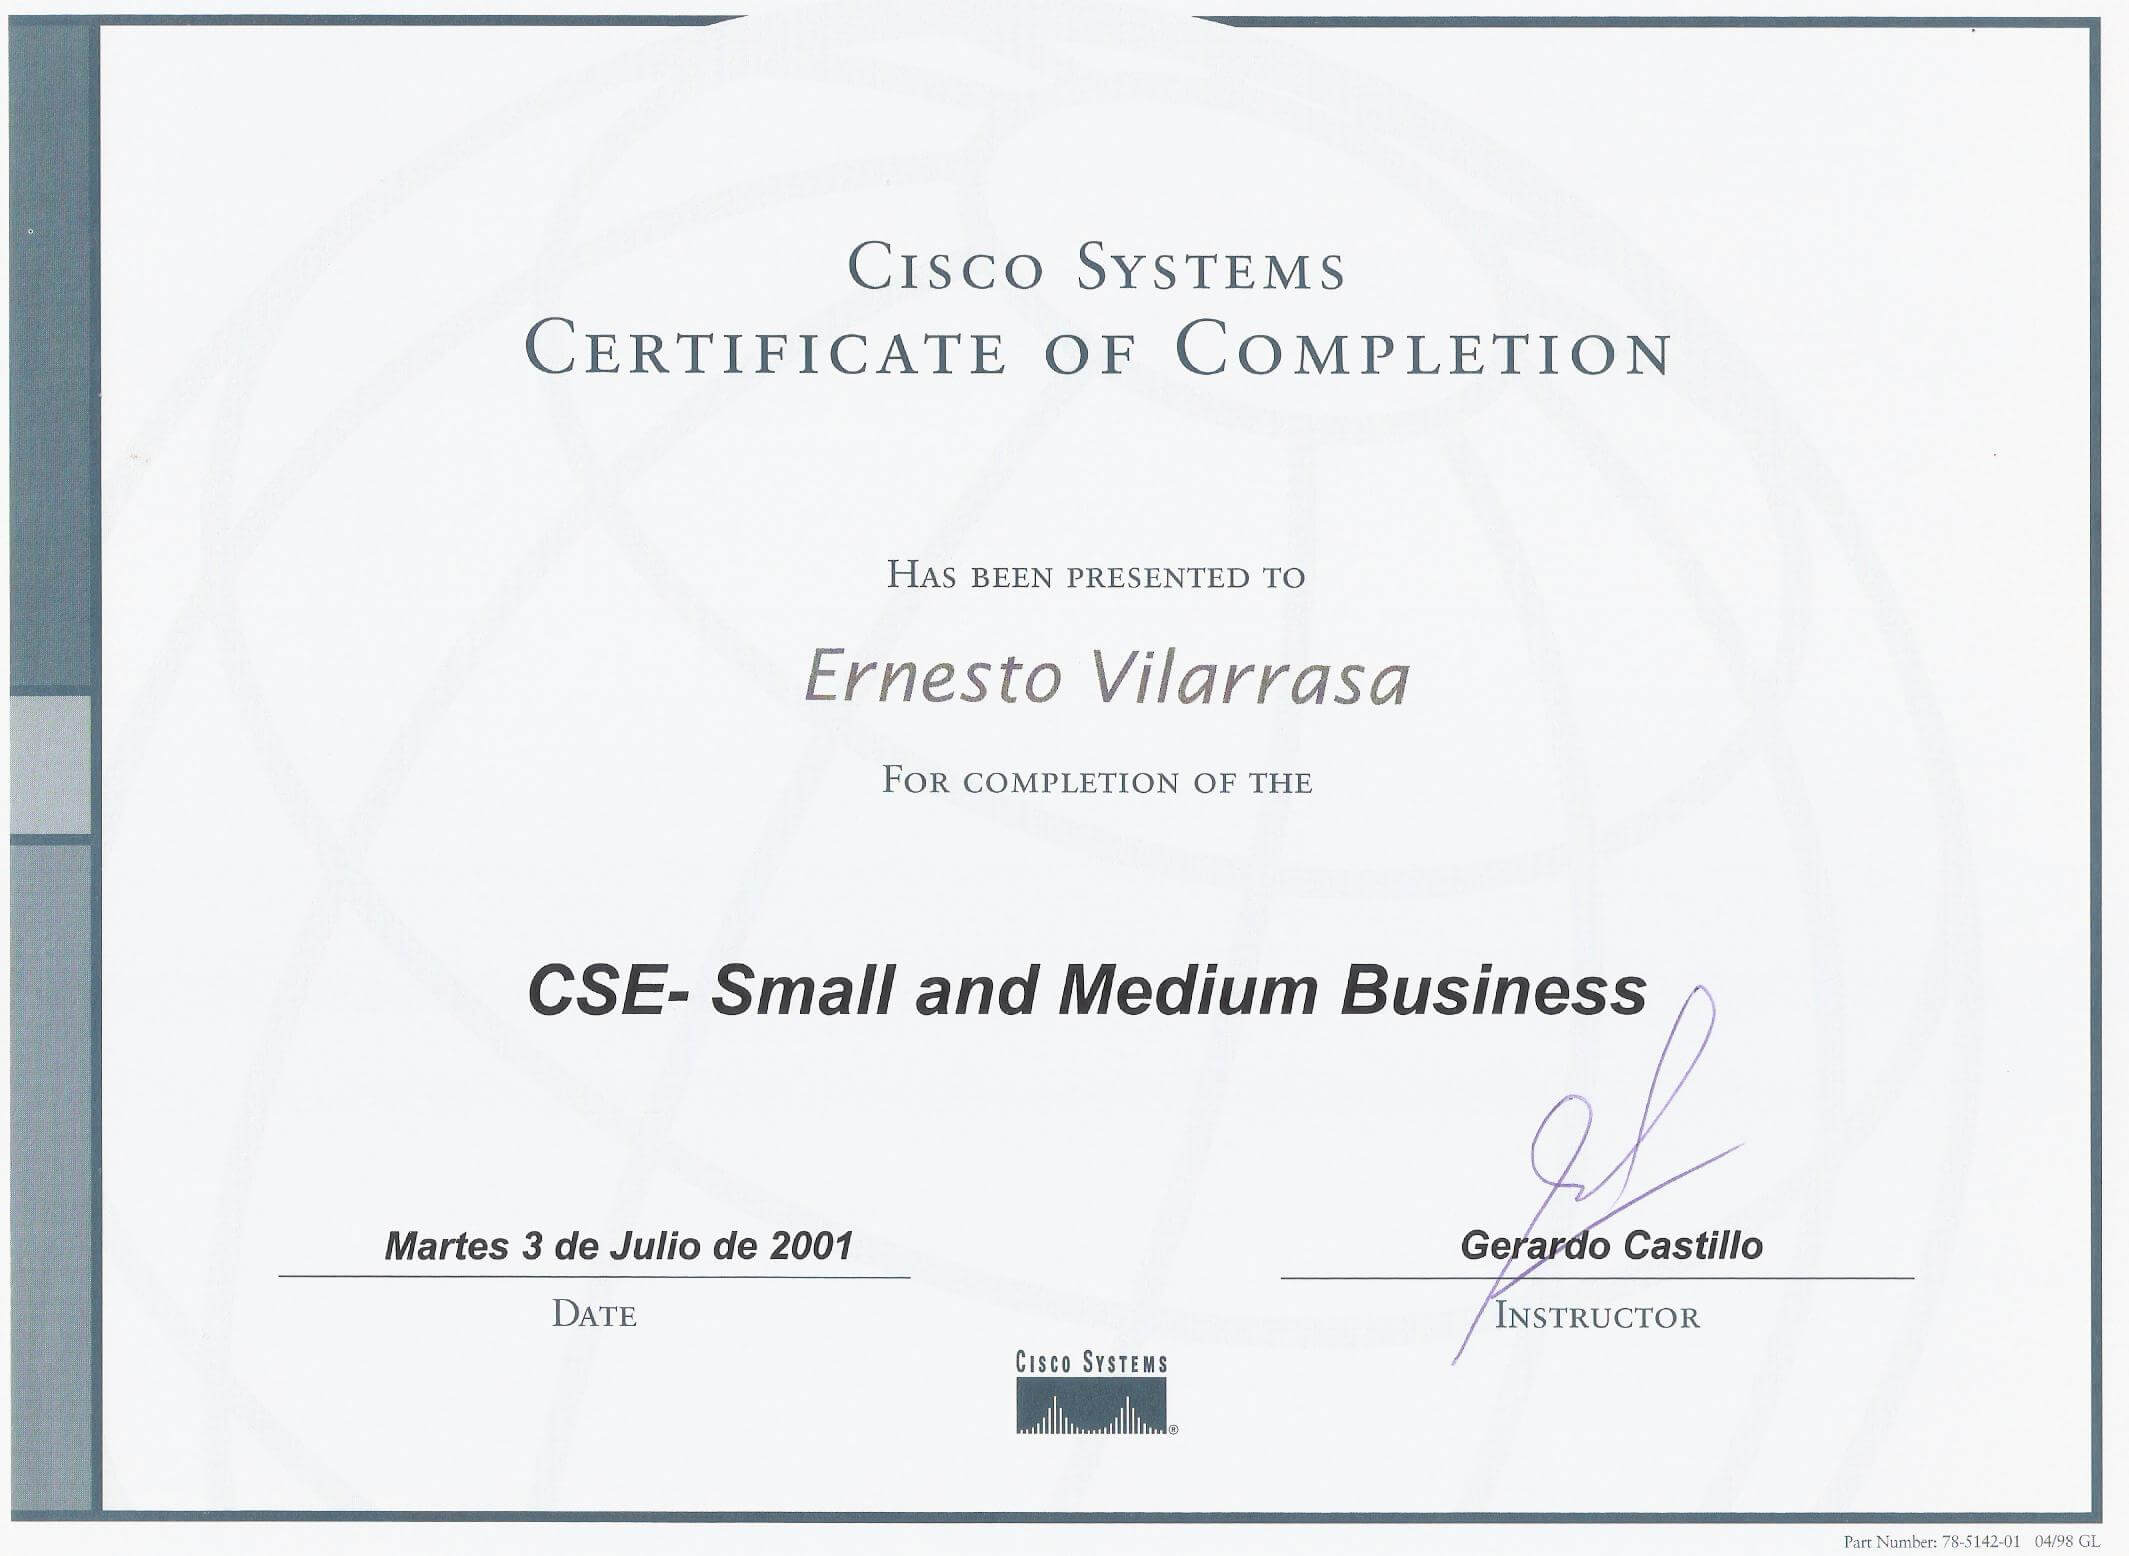 Cisco Systems
Certificate of Completion
Has been presented to
Ernesto Vilarrasa
For completion of the
CSE- Small and Medium Business
Martes 3 de Julio de 2001
Date
Gerardo Castillo
Instructor
Cisco Systems
®
Part Number: 78-5142-01 04/98 GL